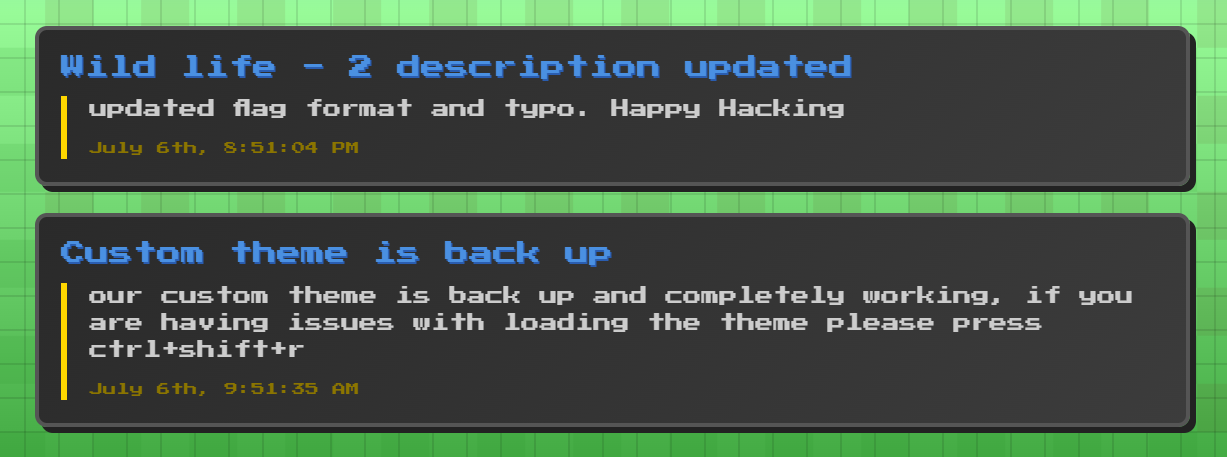 Wild life - 2 description updated
updated flag format and typo. Happy Hacking
July 6th, 8:51:04 PM
Custom theme is back up
our custom theme is back up and completely working, if you
are having issues with loading the theme please press
ctrl+shift+r
July 6th, 9:51:35 AM